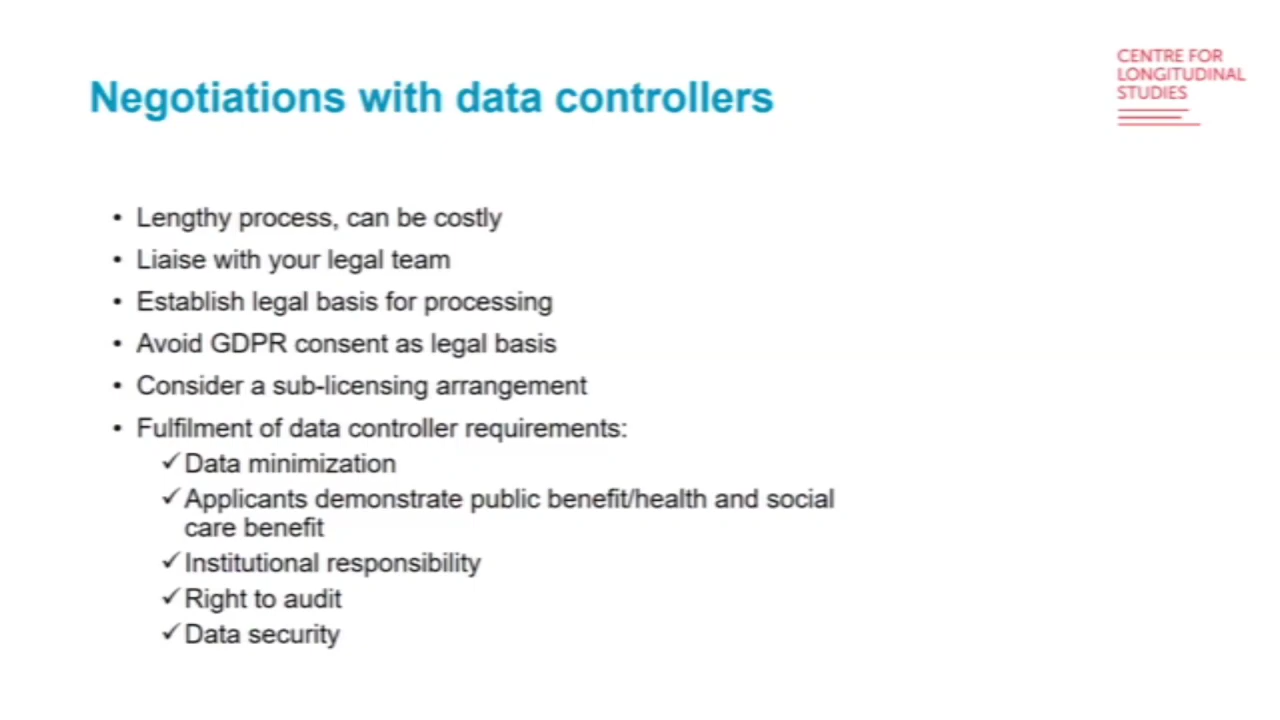 CENTRE FOR
LONGITUDINAL
STUDIES
Negotiations with data controllers
• Lengthy process, can be costly
• Liaise with your legal team
• Establish legal basis for processing
• Avoid GDPR consent as legal basis
• Consider a sub-licensing arrangement
• Fulfilment of data controller requirements:
✓Data minimization
✓Applicants demonstrate public benefit/health and social
care benefit
✓Institutional responsibility
✓Right to audit
✓Data security